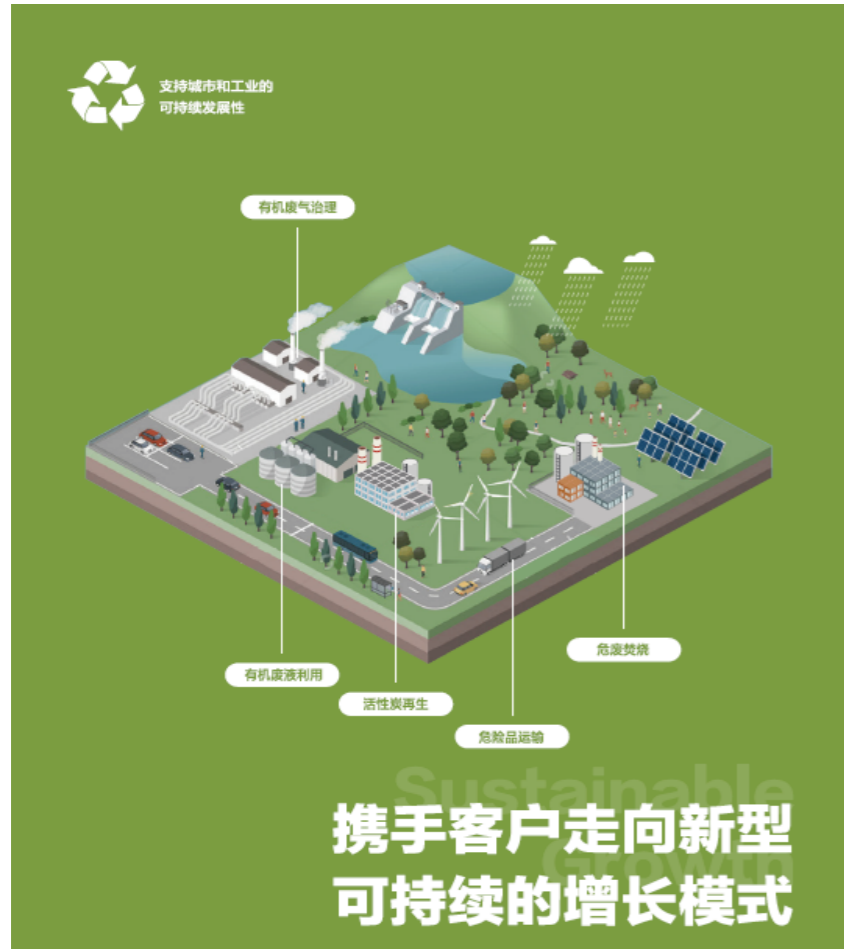 支持城市和工业的
可持续发展性
有机废气治理
危废焚烧
有机废液利用
活性炭再生
危险品运输
Sustainable
携手客户走向新型
Growth
可持续的增长模式